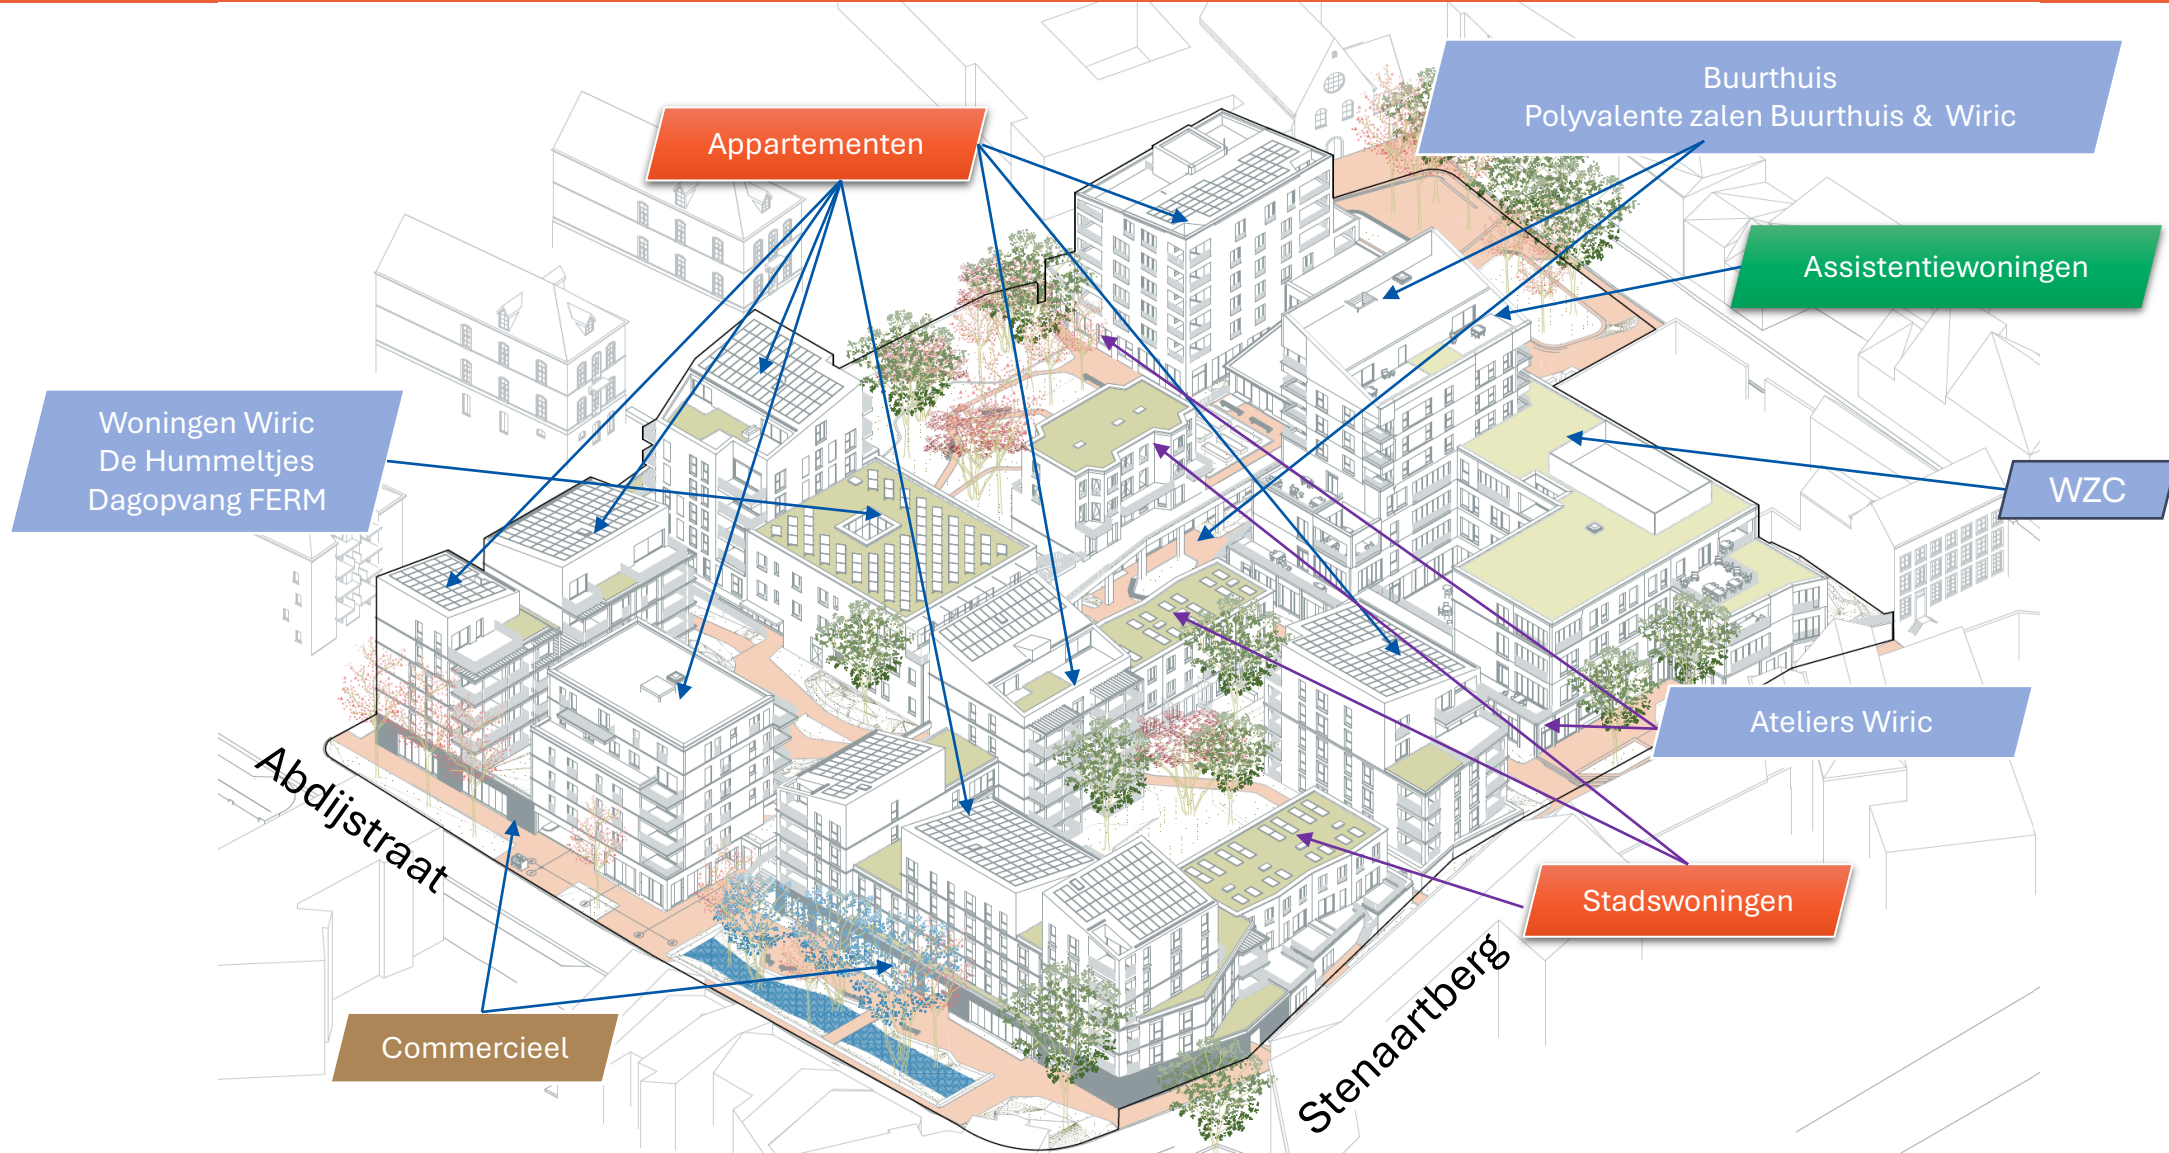 Buurthuis
Polyvalente zalen Buurthuis & Wiric
Appartementen
Assistentiewoningen
Woningen Wiric
De Hummeltjes
Dagopvang FERM
WZC
Ateliers Wiric
Abdijstraat
Stadswoningen
Stenaartberg
Commercieel